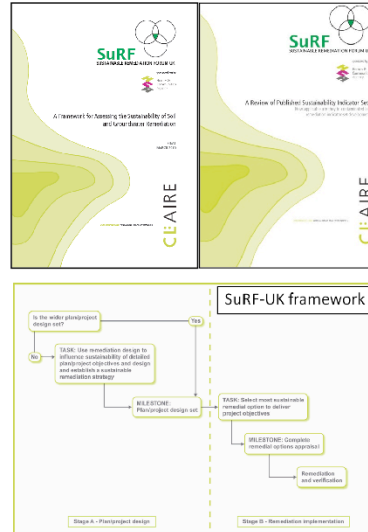 SuRF
SUSTAINABLE REMEDIATION FORUM UK
A Framework for Assessing the Sustainability of Soil
and Groundwater Remediation
CL:AIRE
SuRF
SUSTAINABLE REMEDIATION FORUM U
A Review of Published Sustainability Indicator Set
CL:AIRE
SuRF-UK framework
Is the wider plan/project
design set?
Yes
No
TASK: Use remediation design to
influence sustainability of detailed
plan/project objectives and design
and establish a sustainable
remediation strategy
MILESTONE:
Plan/project design set
TASK: Select most sustainable
remedial option to deliver
project objectives
MILESTONE: Complete
remedial options appraisal
Remediation
and verification
Stage A - Plan/project design
Stage B - Remediation implementation